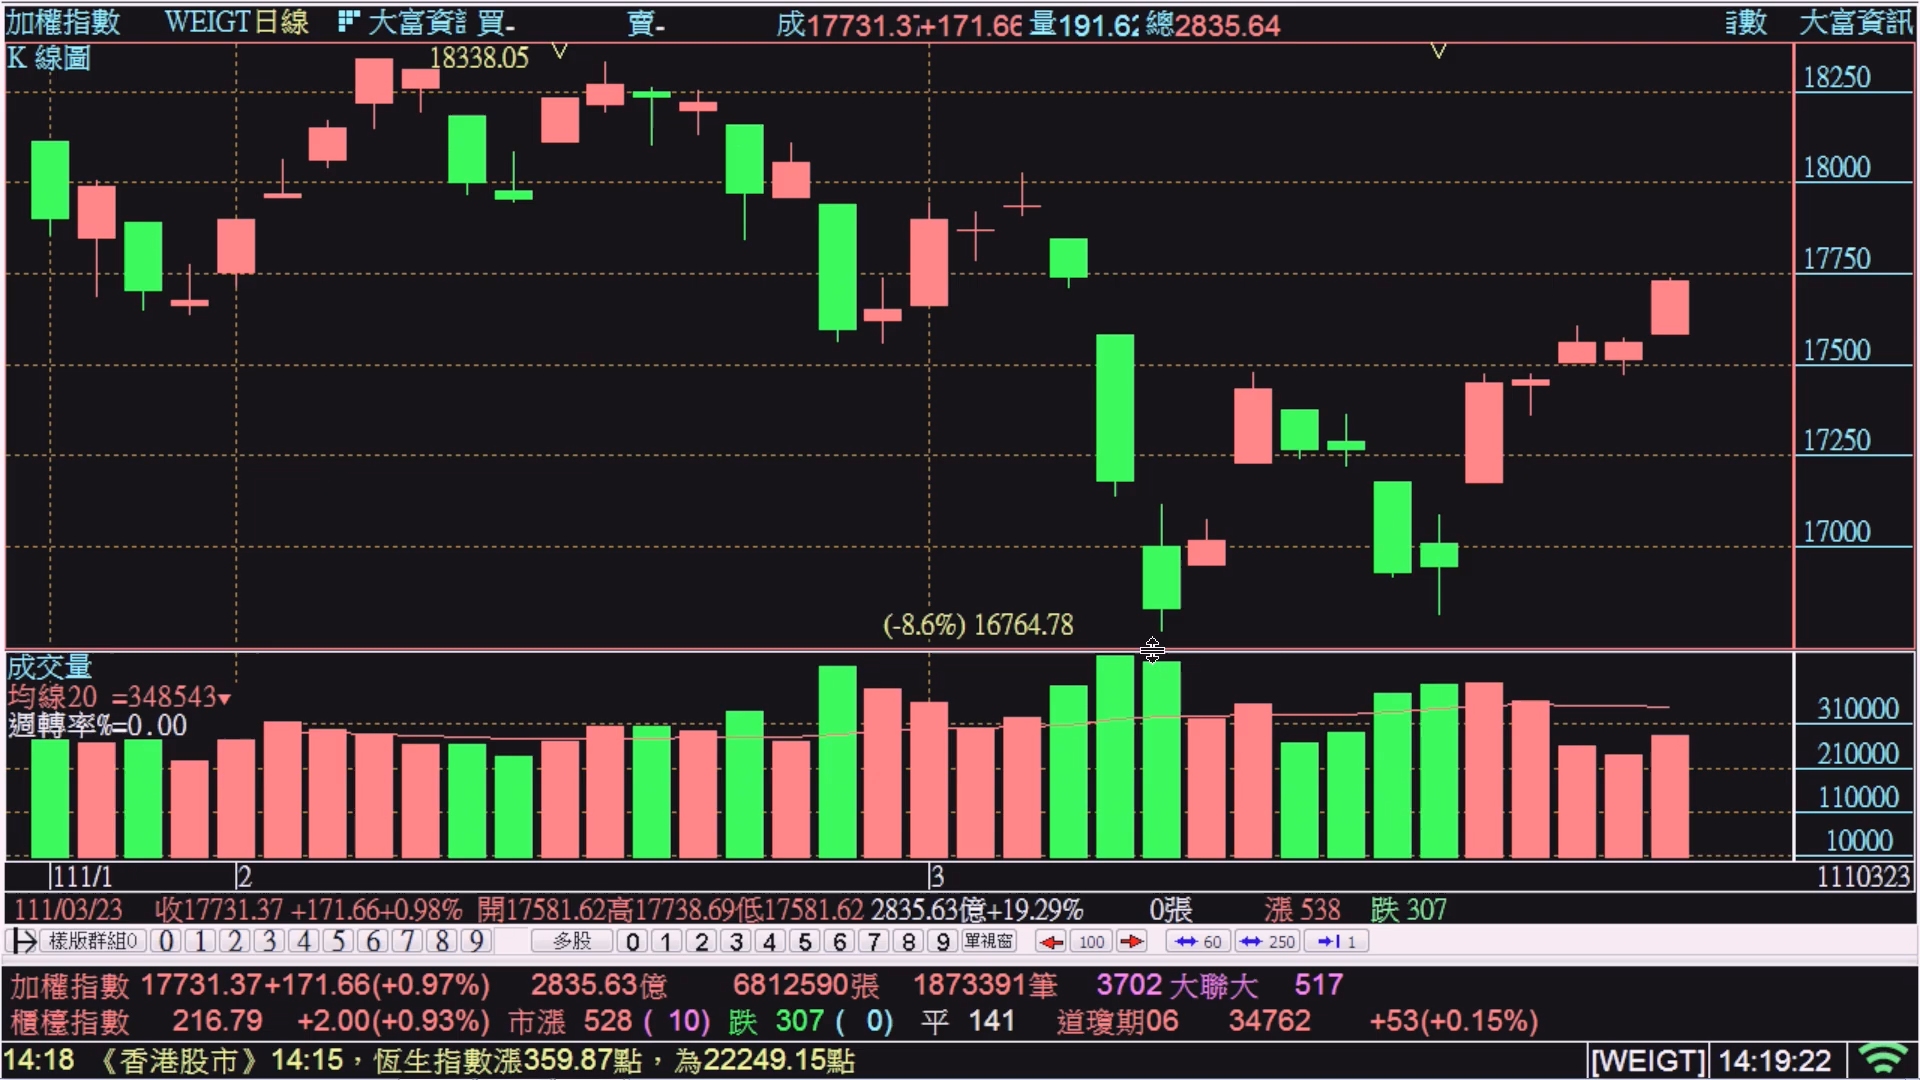 加權指數 WEIGT日線 大富資訊 買- 賣- 成17731.37+171.66 量191.62 總2835.64 指數 大富資訊
K 線圖
18338.05
18250
18000
17750
17500
17250
17000
(-8.6%) 16764.78
成交量
均線20 =348543▼
週轉率%=0.00
310000
210000
110000
10000
111/1 2 3 1110323
111/03/23 收17731.37 +171.66+0.98% 開17581.62高17738.69低17581.62 2835.63億+19.29% 0張 漲 538 跌 307
樣版群組0 0 1 2 3 4 5 6 7 8 9 多股 0 1 2 3 4 5 6 7 8 9 單視窗 100 60 250 1
加權指數 17731.37+171.66(+0.97%) 2835.63億 6812590張 1873391筆 3702 大聯大 517
櫃檯指數 216.79 +2.00(+0.93%) 市漲 528 ( 10) 跌 307 ( 0) 平 141 道瓊期06 34762 +53(+0.15%)
14:18 《香港股市》14:15，恆生指數漲359.87點，為22249.15點 [WEIGT] 14:19:22